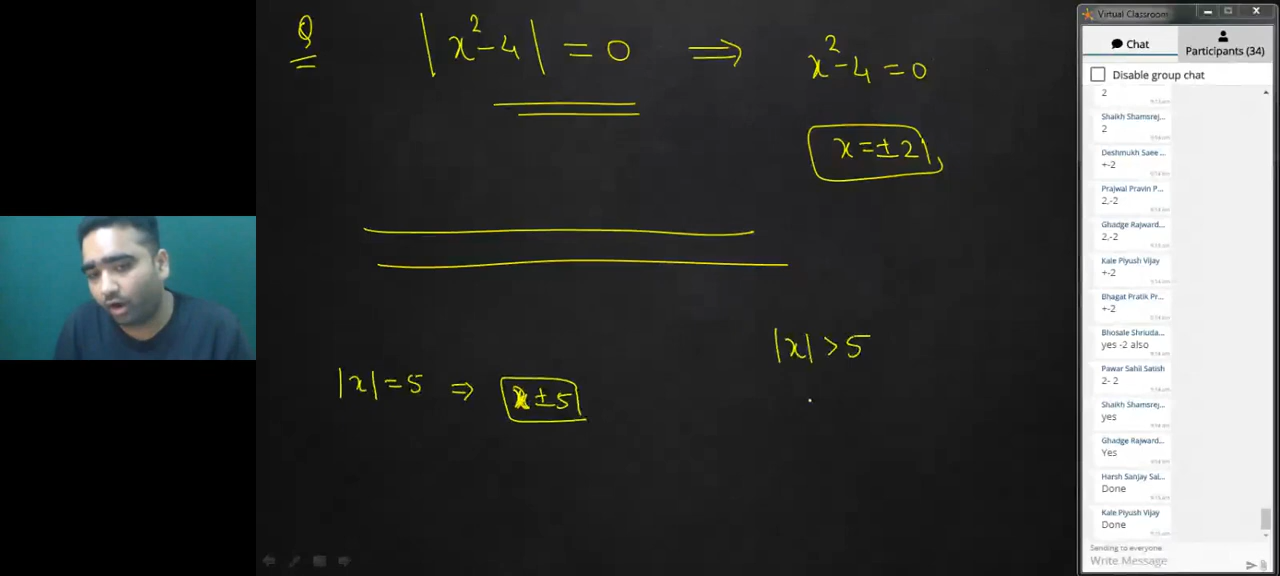 Q
|x²-4| = 0 ⟹ x²-4 = 0
x = ±2
|x| = 5 ⇒ x ± 5
|x| > 5
Virtual Classroom
Chat
Participants (34)
Disable group chat
2
Shaikh Shamsrej...
2
Deshmukh Saee ...
+-2
Prajwal Pravin P...
2,-2
Ghadge Rajward...
2,-2
Kale Piyush Vijay
+-2
Bhagat Pratik Pr...
+-2
Bhosale Shriuda...
yes -2 also
Pawar Sahil Satish
2- 2
Shaikh Shamsrej...
yes
Ghadge Rajward...
Yes
Harsh Sanjay Sal...
Done
Kale Piyush Vijay
Done
Sending to everyone
Write Message